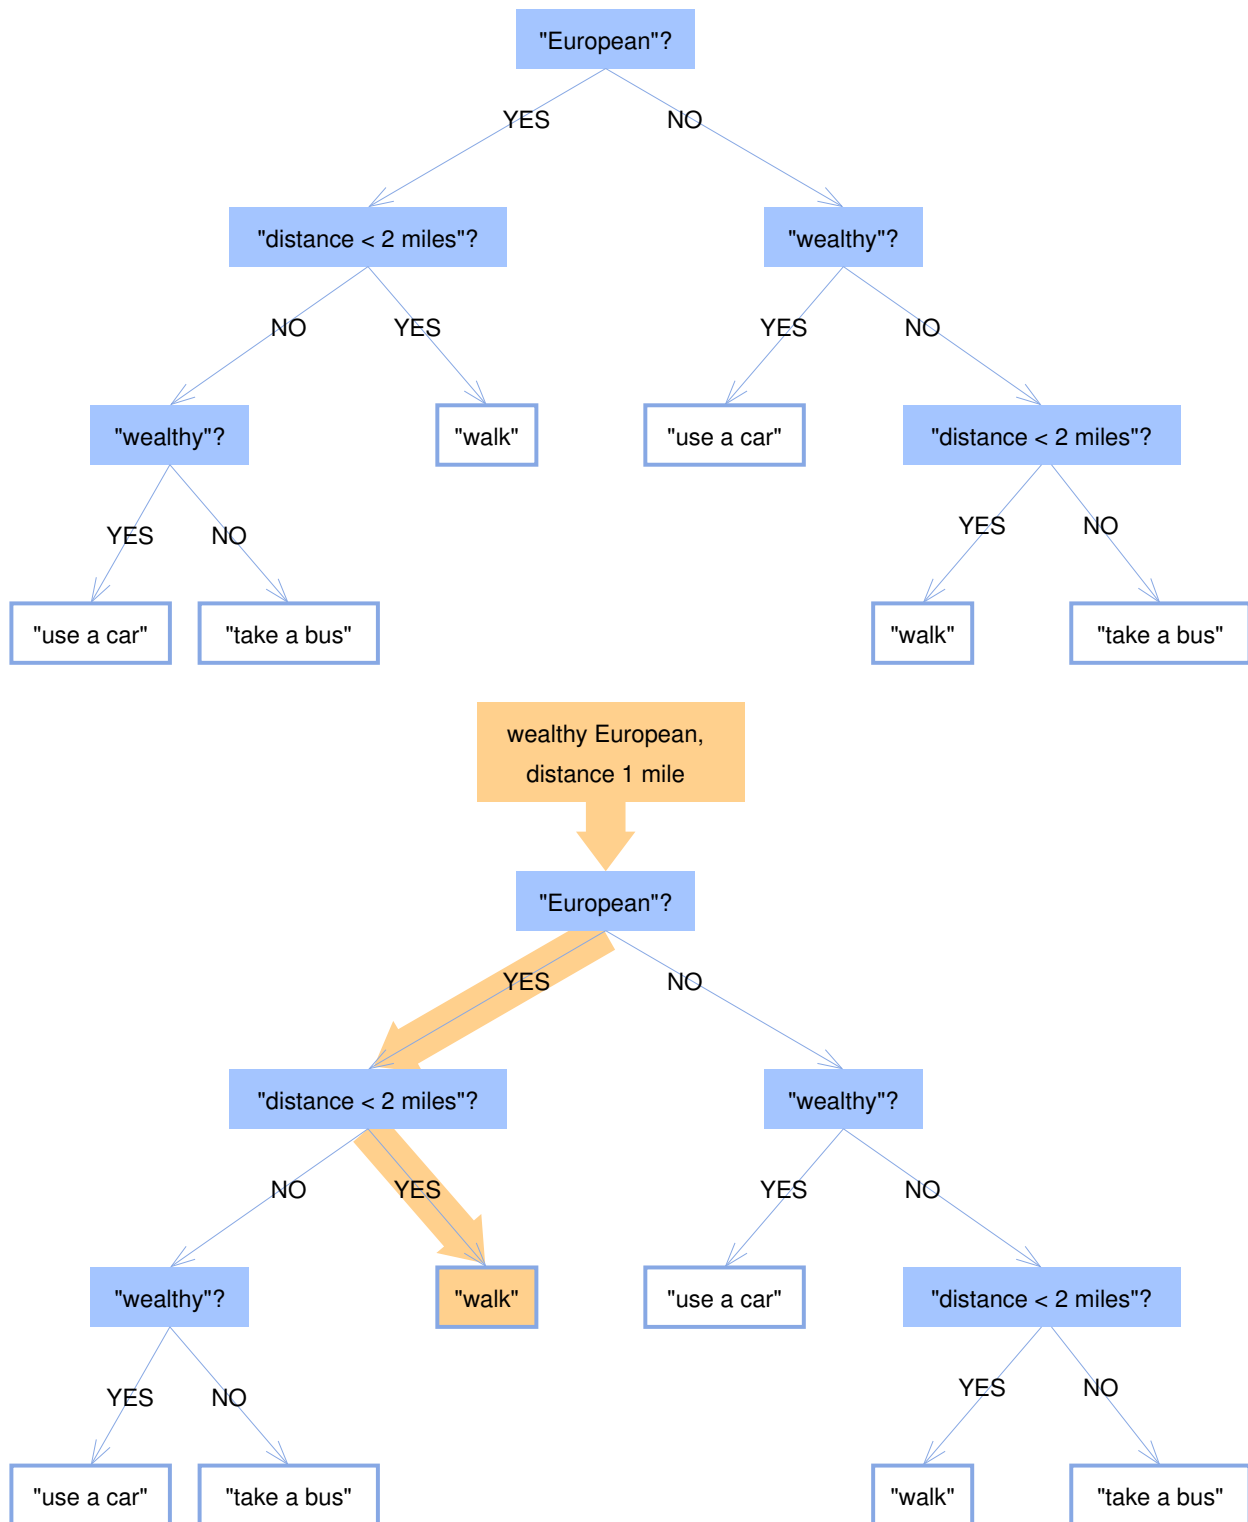 "European"?
YES
NO
"distance < 2 miles"?
"wealthy"?
NO
YES
YES
NO
"wealthy"?
"walk"
"use a car"
"distance < 2 miles"?
YES
NO
YES
NO
"use a car"
"take a bus"
"walk"
"take a bus"
wealthy European,
distance 1 mile
"European"?
YES
NO
"distance < 2 miles"?
"wealthy"?
NO
YES
YES
NO
"wealthy"?
"walk"
"use a car"
"distance < 2 miles"?
YES
NO
YES
NO
"use a car"
"take a bus"
"walk"
"take a bus"